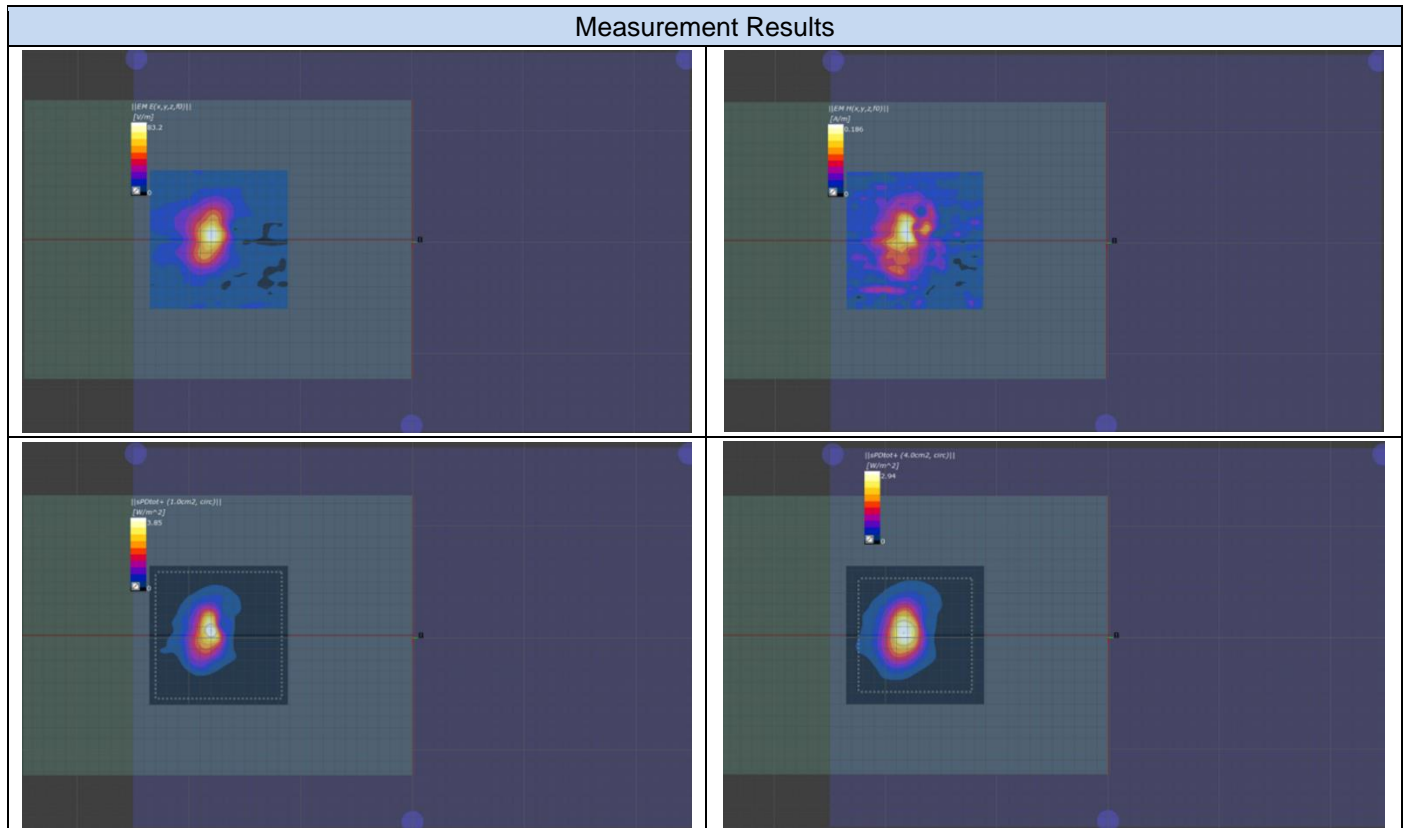 Measurement Results
||EM E(x,y,z,f0)||
[V/m]
83.2
0
||EM H(x,y,z,f0)||
[A/m]
0.186
0
||sPDtot+ (1.0cm2, circ)||
[W/m^2]
3.85
0
||sPDtot+ (4.0cm2, circ)||
[W/m^2]
2.94
0